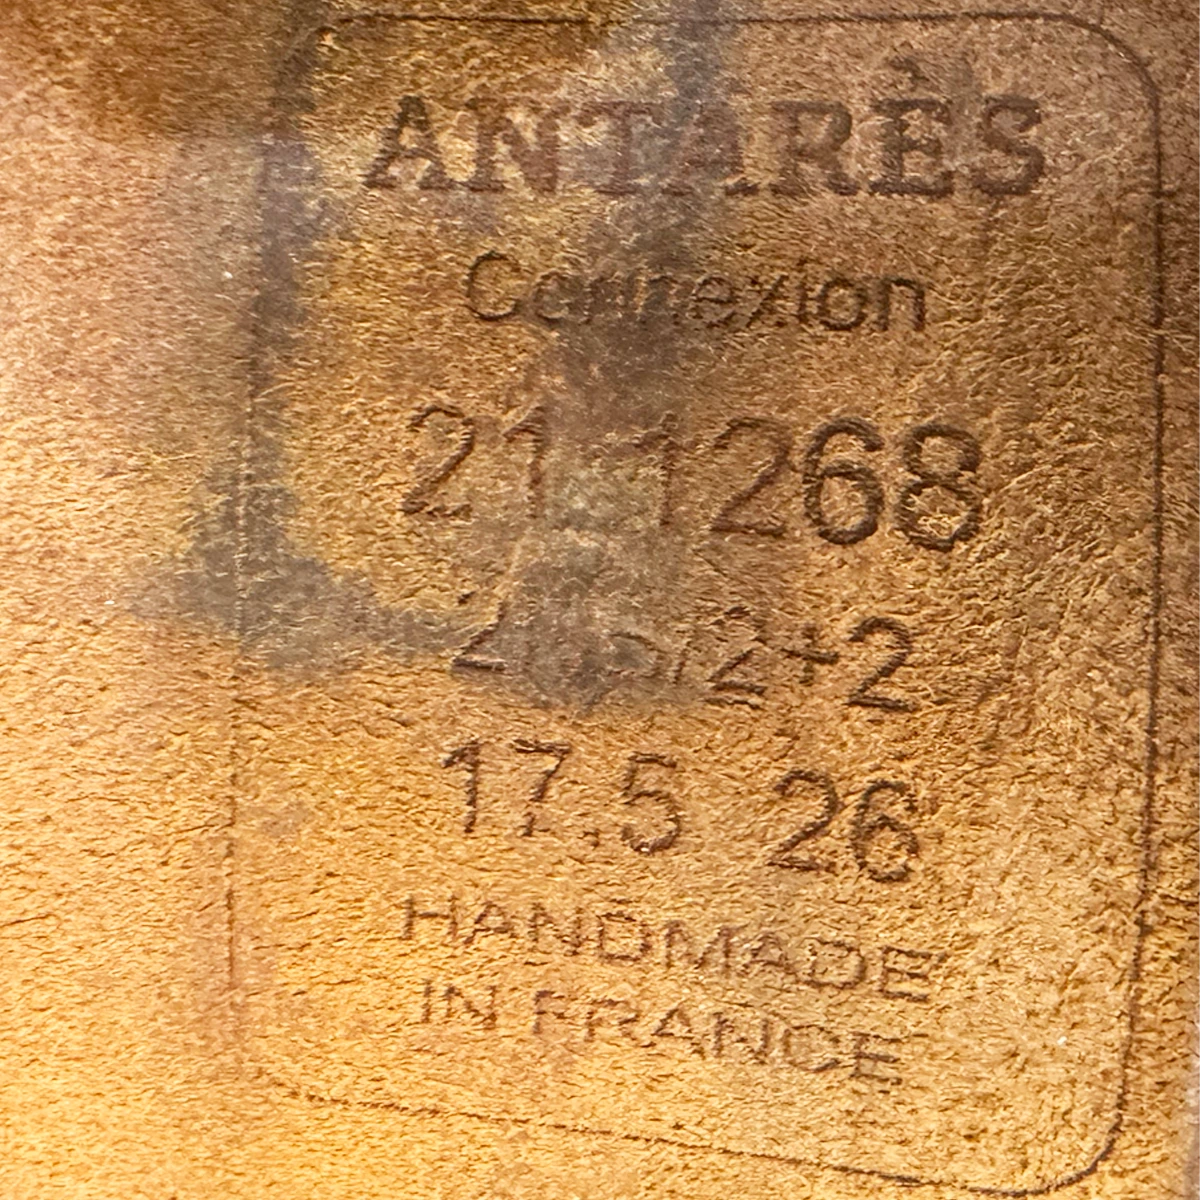 ANTARÈS
Connexion
21 1268
2+2
17.5 26
HANDMADE
IN FRANCE